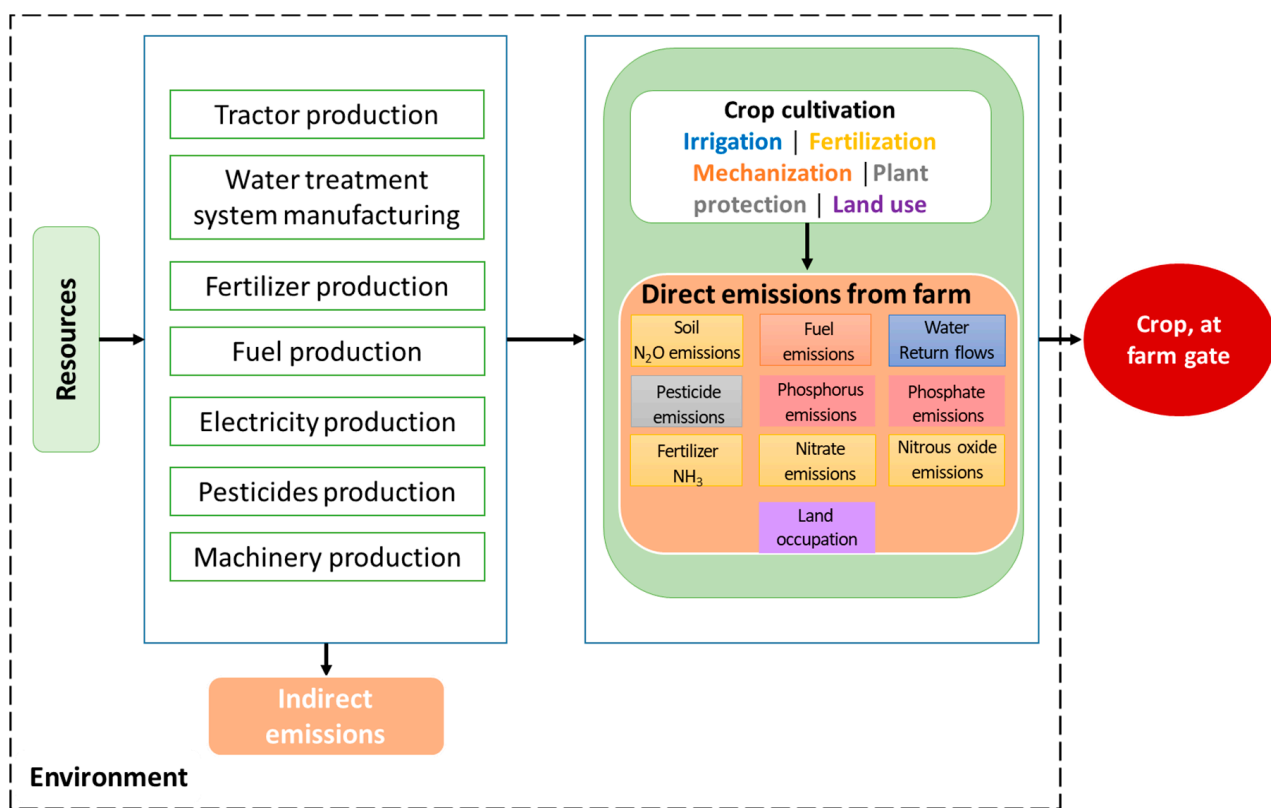 Resources
Tractor production
Water treatment
system manufacturing
Fertilizer production
Fuel production
Electricity production
Pesticides production
Machinery production
Indirect
emissions
Environment
Crop cultivation
Irrigation | Fertilization
Mechanization |Plant
protection | Land use
Direct emissions from farm
Soil
N₂O emissions
Fuel
emissions
Water
Return flows
Pesticide
emissions
Phosphorus
emissions
Phosphate
emissions
Fertilizer
NH₃
Nitrate
emissions
Nitrous oxide
emissions
Land
occupation
Crop, at
farm gate